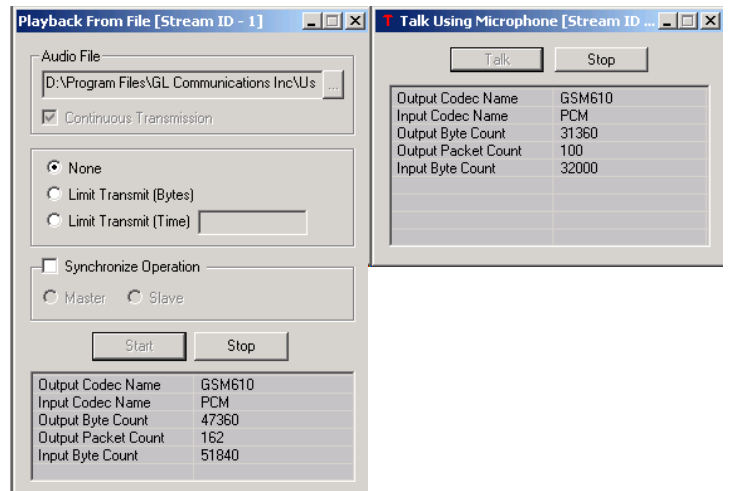 Playback From File [Stream ID - 1]
Audio File
D:\Program Files\GL Communications Inc\Us
...
Continuous Transmission
None
Limit Transmit (Bytes)
Limit Transmit (Time)
Synchronize Operation
Master Slave
Start Stop
Output Codec Name GSM610
Input Codec Name PCM
Output Byte Count 47360
Output Packet Count 162
Input Byte Count 51840
T Talk Using Microphone [Stream ID ...
Talk Stop
Output Codec Name GSM610
Input Codec Name PCM
Output Byte Count 31360
Output Packet Count 100
Input Byte Count 32000